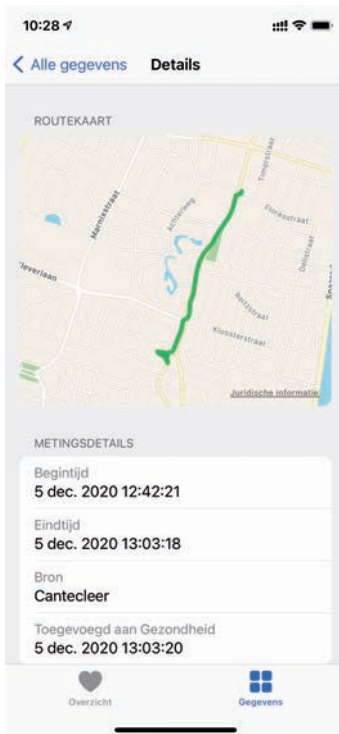 10:28
Alle gegevens
Details
ROUTEKAART
Timorstraat
Marnixstraat
Achterweg
Floresstraat
Delistraat
Cleverlaan
Reitzstraat
Kloosterstraat
Juridische informatie
METINGSDETAILS
Begintijd
5 dec. 2020 12:42:21
Eindtijd
5 dec. 2020 13:03:18
Bron
Cantecleer
Toegevoegd aan Gezondheid
5 dec. 2020 13:03:20
Overzicht
Gegevens